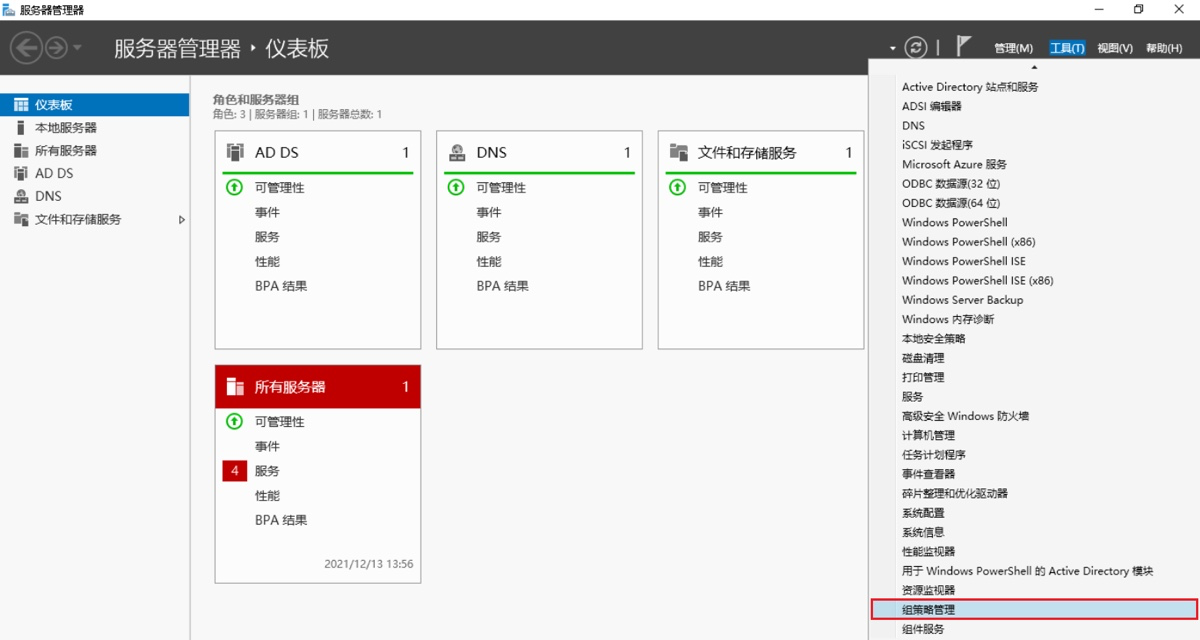 服务器管理器
服务器管理器 · 仪表板
管理(M) 工具(T) 视图(V) 帮助(H)
仪表板
本地服务器
所有服务器
AD DS
DNS
文件和存储服务
角色和服务器组
角色: 3 | 服务器组: 1 | 服务器总数: 1
AD DS 1
可管理性
事件
服务
性能
BPA 结果
DNS 1
可管理性
事件
服务
性能
BPA 结果
文件和存储服务 1
可管理性
事件
服务
性能
BPA 结果
所有服务器 1
可管理性
事件
4 服务
性能
BPA 结果
2021/12/13 13:56
Active Directory 站点和服务
ADSI 编辑器
DNS
iSCSI 发起程序
Microsoft Azure 服务
ODBC 数据源(32 位)
ODBC 数据源(64 位)
Windows PowerShell
Windows PowerShell (x86)
Windows PowerShell ISE
Windows PowerShell ISE (x86)
Windows Server Backup
Windows 内存诊断
本地安全策略
磁盘清理
打印管理
服务
高级安全 Windows 防火墙
计算机管理
任务计划程序
事件查看器
碎片整理和优化驱动器
系统配置
系统信息
性能监视器
用于 Windows PowerShell 的 Active Directory 模块
资源监视器
组策略管理
组件服务